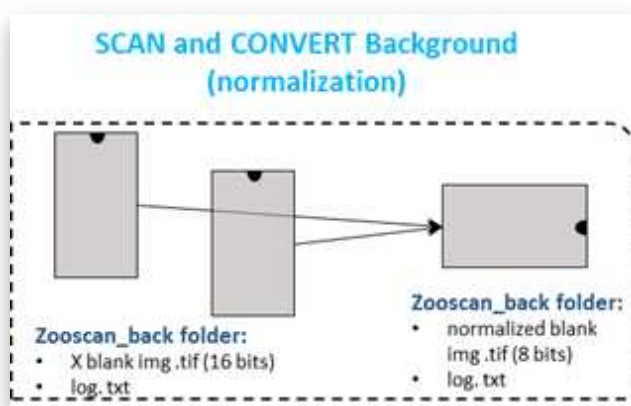 SCAN and CONVERT Background
(normalization)
Zooscan_back folder:
• X blank img .tif (16 bits)
• log. txt
Zooscan_back folder:
• normalized blank
img .tif (8 bits)
• log. txt